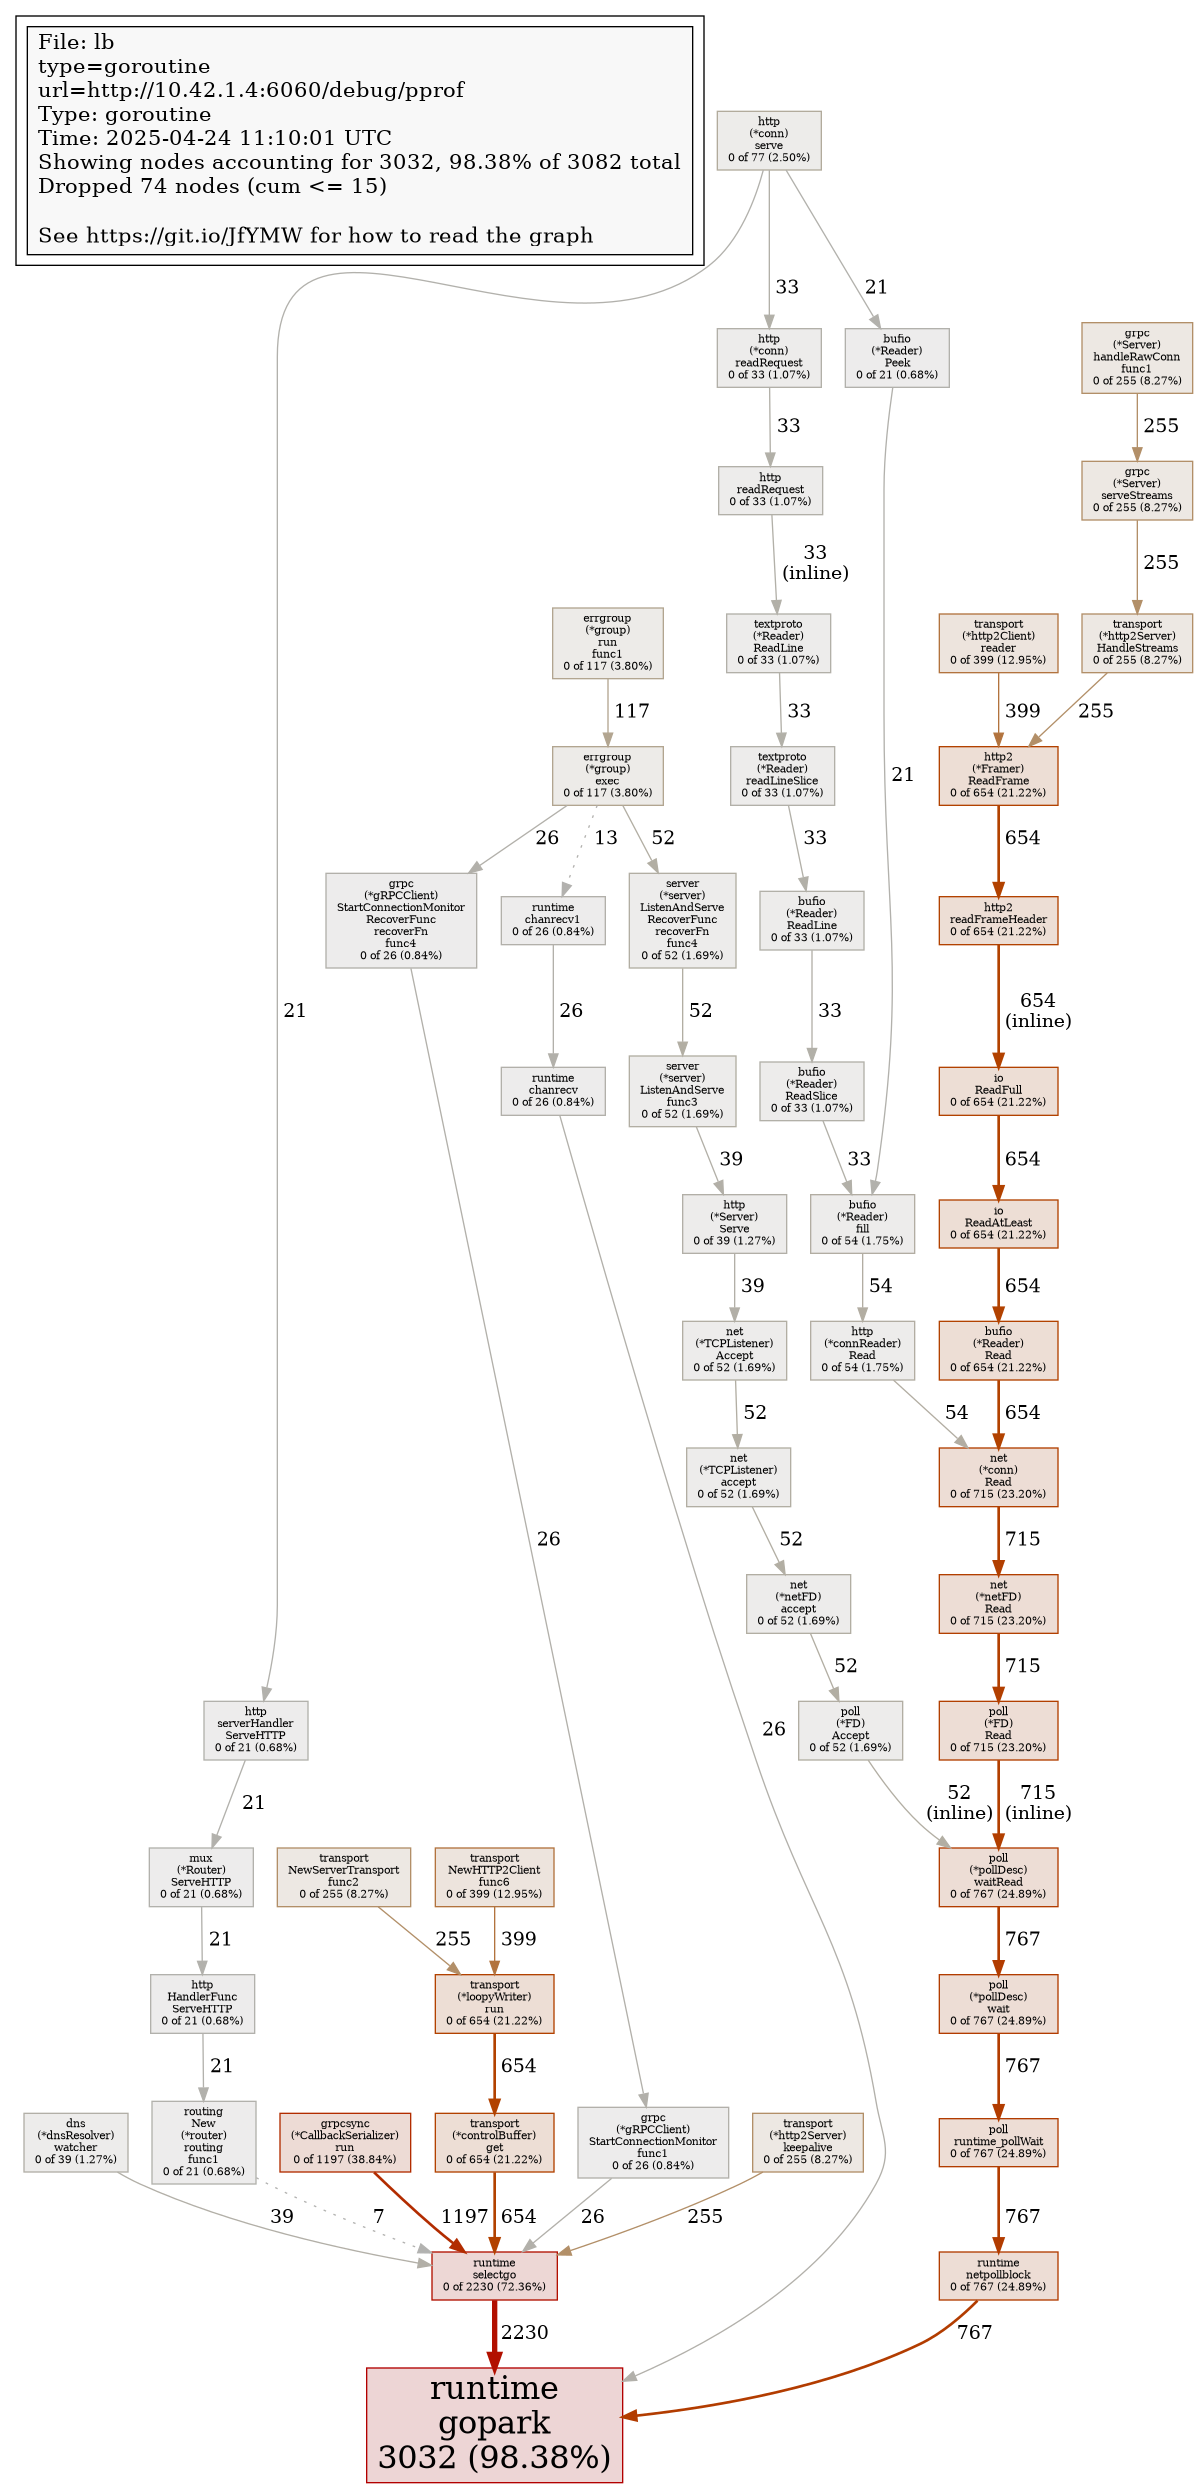 File: lb
type=goroutine
url=http://10.42.1.4:6060/debug/pprof
Type: goroutine
Time: 2025-04-24 11:10:01 UTC
Showing nodes accounting for 3032, 98.38% of 3082 total
Dropped 74 nodes (cum <= 15)
See https://git.io/JfYMW for how to read the graph
http
(*conn)
serve
0 of 77 (2.50%)
33
21
http
(*conn)
readRequest
0 of 33 (1.07%)
bufio
(*Reader)
Peek
0 of 21 (0.68%)
grpc
(*Server)
handleRawConn
func1
0 of 255 (8.27%)
33
255
http
readRequest
0 of 33 (1.07%)
grpc
(*Server)
serveStreams
0 of 255 (8.27%)
33
(inline)
255
errgroup
(*group)
run
func1
0 of 117 (3.80%)
textproto
(*Reader)
ReadLine
0 of 33 (1.07%)
transport
(*http2Client)
reader
0 of 399 (12.95%)
transport
(*http2Server)
HandleStreams
0 of 255 (8.27%)
117
33
399
255
errgroup
(*group)
exec
0 of 117 (3.80%)
textproto
(*Reader)
readLineSlice
0 of 33 (1.07%)
21
http2
(*Framer)
ReadFrame
0 of 654 (21.22%)
26
13
52
33
654
grpc
(*gRPCClient)
StartConnectionMonitor
RecoverFunc
recoverFn
func4
0 of 26 (0.84%)
runtime
chanrecv1
0 of 26 (0.84%)
server
(*server)
ListenAndServe
RecoverFunc
recoverFn
func4
0 of 52 (1.69%)
bufio
(*Reader)
ReadLine
0 of 33 (1.07%)
http2
readFrameHeader
0 of 654 (21.22%)
21
26
52
33
654
(inline)
runtime
chanrecv
0 of 26 (0.84%)
server
(*server)
ListenAndServe
func3
0 of 52 (1.69%)
bufio
(*Reader)
ReadSlice
0 of 33 (1.07%)
io
ReadFull
0 of 654 (21.22%)
39
33
654
http
(*Server)
Serve
0 of 39 (1.27%)
bufio
(*Reader)
fill
0 of 54 (1.75%)
io
ReadAtLeast
0 of 654 (21.22%)
39
54
654
net
(*TCPListener)
Accept
0 of 52 (1.69%)
http
(*connReader)
Read
0 of 54 (1.75%)
bufio
(*Reader)
Read
0 of 654 (21.22%)
52
54
654
net
(*TCPListener)
accept
0 of 52 (1.69%)
net
(*conn)
Read
0 of 715 (23.20%)
26
52
715
net
(*netFD)
accept
0 of 52 (1.69%)
net
(*netFD)
Read
0 of 715 (23.20%)
52
715
http
serverHandler
ServeHTTP
0 of 21 (0.68%)
26
poll
(*FD)
Accept
0 of 52 (1.69%)
poll
(*FD)
Read
0 of 715 (23.20%)
21
52
(inline)
715
(inline)
mux
(*Router)
ServeHTTP
0 of 21 (0.68%)
transport
NewServerTransport
func2
0 of 255 (8.27%)
transport
NewHTTP2Client
func6
0 of 399 (12.95%)
poll
(*pollDesc)
waitRead
0 of 767 (24.89%)
21
255
399
767
http
HandlerFunc
ServeHTTP
0 of 21 (0.68%)
transport
(*loopyWriter)
run
0 of 654 (21.22%)
poll
(*pollDesc)
wait
0 of 767 (24.89%)
21
654
767
dns
(*dnsResolver)
watcher
0 of 39 (1.27%)
routing
New
(*router)
routing
func1
0 of 21 (0.68%)
grpcsync
(*CallbackSerializer)
run
0 of 1197 (38.84%)
transport
(*controlBuffer)
get
0 of 654 (21.22%)
grpc
(*gRPCClient)
StartConnectionMonitor
func1
0 of 26 (0.84%)
transport
(*http2Server)
keepalive
0 of 255 (8.27%)
poll
runtime_pollWait
0 of 767 (24.89%)
39
7
1197
654
26
255
767
runtime
selectgo
0 of 2230 (72.36%)
runtime
netpollblock
0 of 767 (24.89%)
2230
767
runtime
gopark
3032 (98.38%)